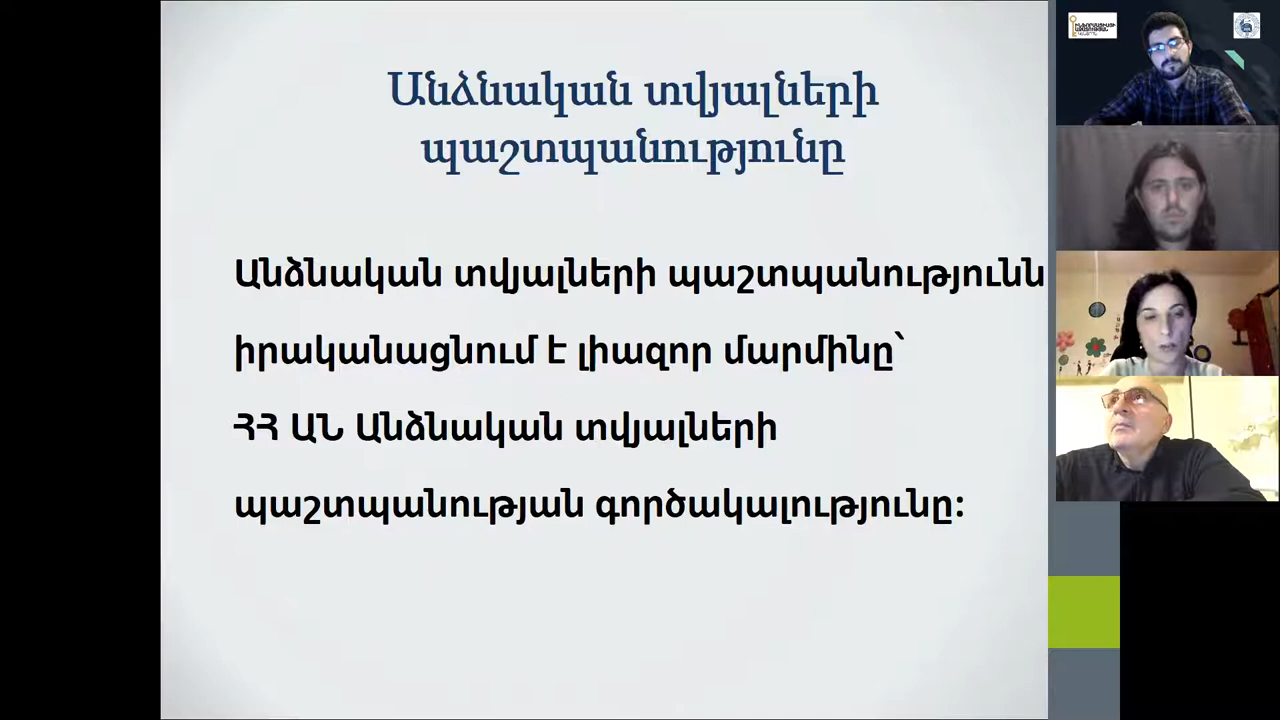 Անձնական տվյալների
պաշտպանությունը
Անձնական տվյալների պաշտպանությունն
իրականացնում է լիազոր մարմինը՝
ՀՀ ԱՆ Անձնական տվյալների
պաշտպանության գործակալությունը։